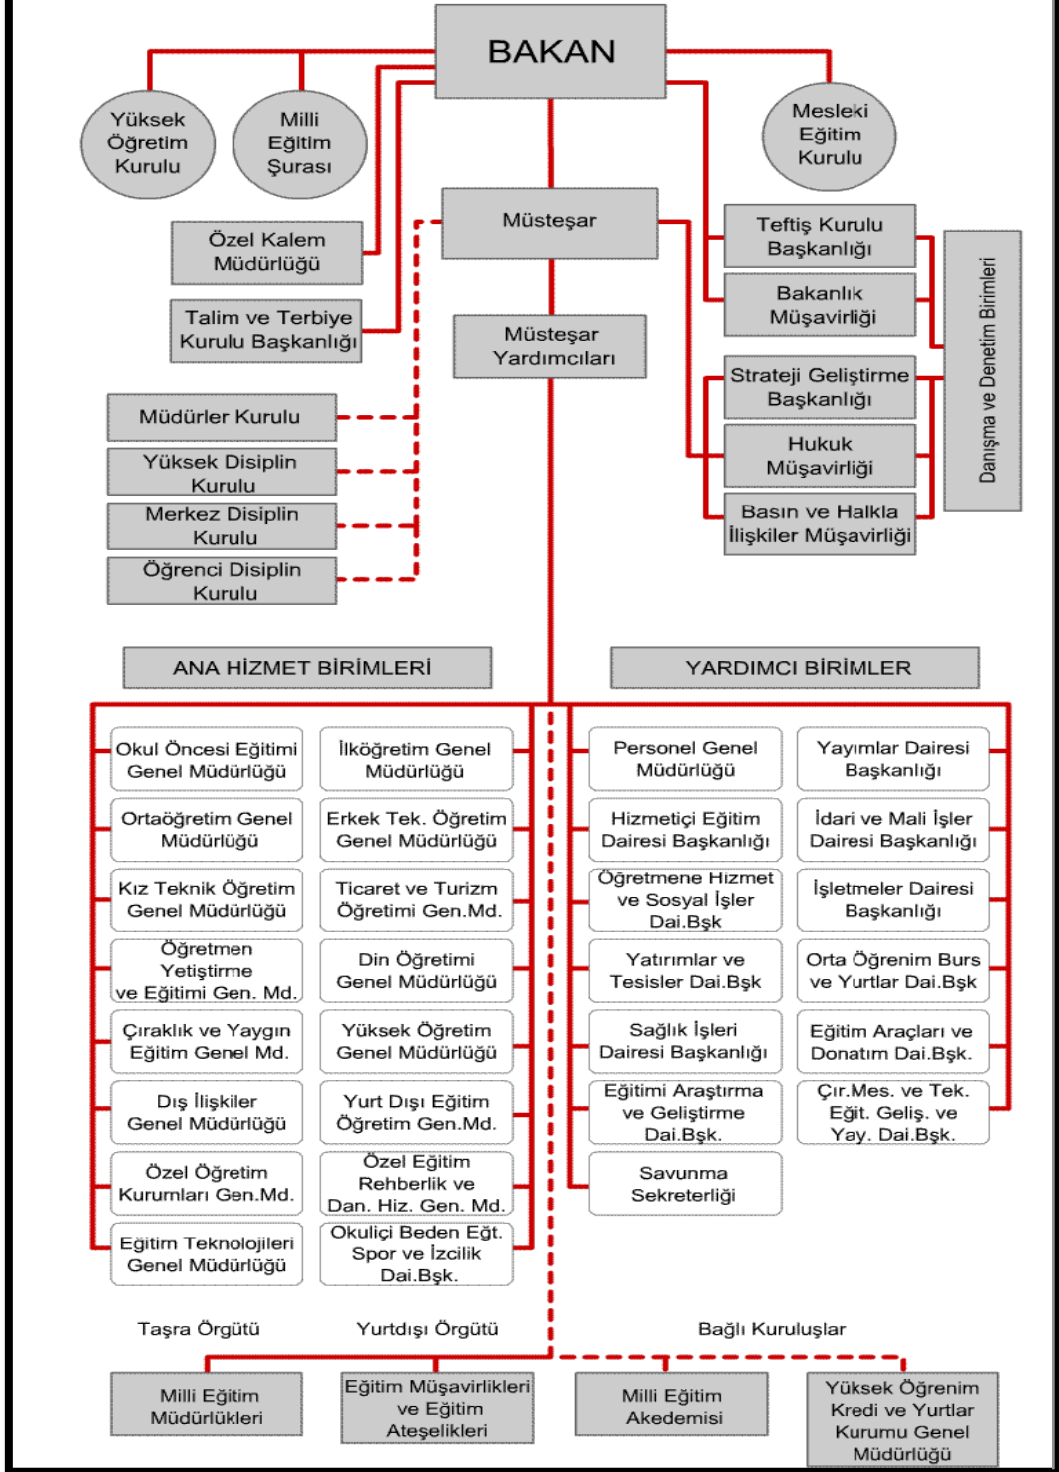 BAKAN
Yüksek
Öğretim
Kurulu
Milli
Eğitim
Şurası
Mesleki
Eğitim
Kurulu
Müsteşar
Özel Kalem
Müdürlüğü
Talim ve Terbiye
Kurulu Başkanlığı
Müsteşar
Yardımcıları
Teftiş Kurulu
Başkanlığı
Bakanlık
Müşavirliği
Strateji Geliştirme
Başkanlığı
Hukuk
Müşavirliği
Basın ve Halkla
İlişkiler Müşavirliği
Danışma ve Denetim Birimleri
Müdürler Kurulu
Yüksek Disiplin
Kurulu
Merkez Disiplin
Kurulu
Öğrenci Disiplin
Kurulu
ANA HİZMET BİRİMLERİ
Okul Öncesi Eğitimi
Genel Müdürlüğü
İlköğretim Genel
Müdürlüğü
Ortaöğretim Genel
Müdürlüğü
Erkek Tek. Öğretim
Genel Müdürlüğü
Kız Teknik Öğretim
Genel Müdürlüğü
Ticaret ve Turizm
Öğretimi Gen.Md.
Öğretmen
Yetiştirme
ve Eğitimi Gen. Md.
Din Öğretimi
Genel Müdürlüğü
Çıraklık ve Yaygın
Eğitim Genel Md.
Yüksek Öğretim
Genel Müdürlüğü
Dış İlişkiler
Genel Müdürlüğü
Yurt Dışı Eğitim
Öğretim Gen.Md.
Özel Öğretim
Kurumları Gen.Md.
Özel Eğitim
Rehberlik ve
Dan. Hiz. Gen. Md.
Eğitim Teknolojileri
Genel Müdürlüğü
Okuliçi Beden Eğt.
Spor ve İzcilik
Dai.Bşk.
YARDIMCI BİRİMLER
Personel Genel
Müdürlüğü
Yayımlar Dairesi
Başkanlığı
Hizmetiçi Eğitim
Dairesi Başkanlığı
İdari ve Mali İşler
Dairesi Başkanlığı
Öğretmene Hizmet
ve Sosyal İşler
Dai.Bşk
İşletmeler Dairesi
Başkanlığı
Yatırımlar ve
Tesisler Dai.Bşk
Orta Öğrenim Burs
ve Yurtlar Dai.Bşk
Sağlık İşleri
Dairesi Başkanlığı
Eğitim Araçları ve
Donatım Dai.Bşk.
Eğitimi Araştırma
ve Geliştirme
Dai.Bşk.
Çır.Mes. ve Tek.
Eğit. Geliş. ve
Yay. Dai.Bşk.
Savunma
Sekreterliği
Taşra Örgütü
Yurtdışı Örgütü
Bağlı Kuruluşlar
Milli Eğitim
Müdürlükleri
Eğitim Müşavirlikleri
ve Eğitim
Ateşelikleri
Milli Eğitim
Akedemisi
Yüksek Öğrenim
Kredi ve Yurtlar
Kurumu Genel
Müdürlüğü